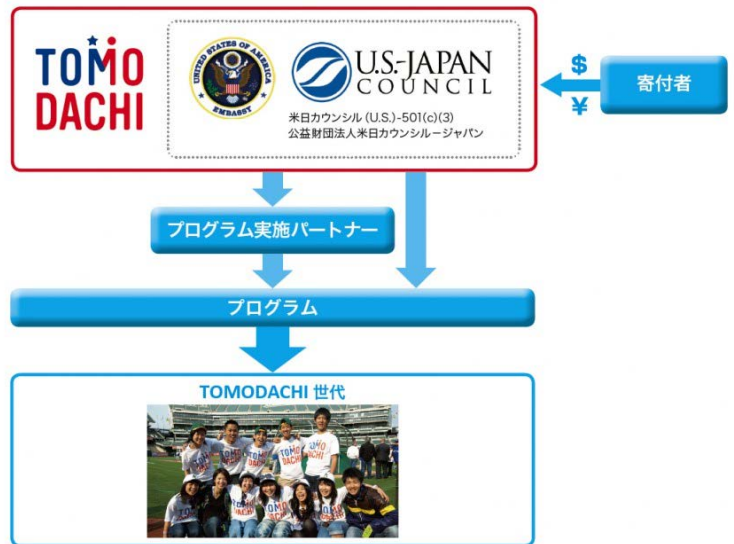 TOMO
DACHI
UNITED STATES OF AMERICA
EMBASSY
U.S.-JAPAN
COUNCIL
米日カウンシル (U.S.)-501(c)(3)
公益財団法人米日カウンシルージャパン
$
¥
寄付者
プログラム実施パートナー
プログラム
TOMODACHI 世代